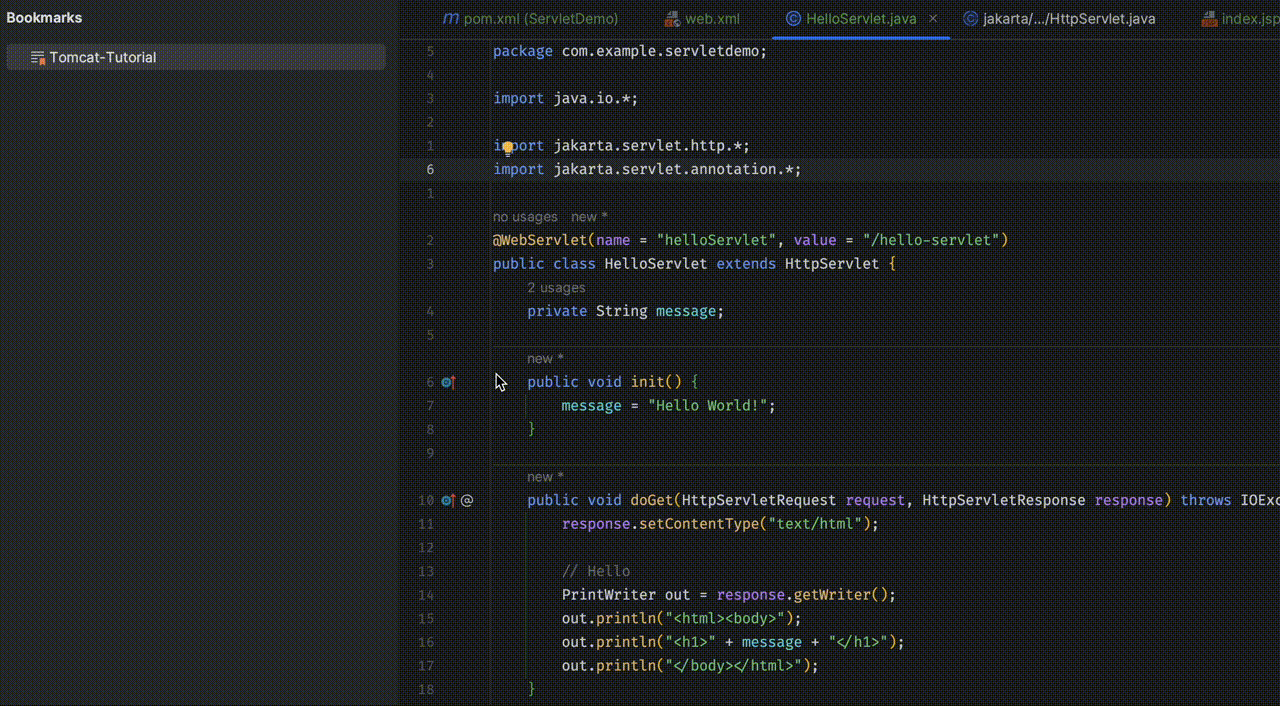 Bookmarks
Tomcat-Tutorial
pom.xml (ServletDemo)
web.xml
HelloServlet.java ×
jakarta/.../HttpServlet.java
index.jsp
5 package com.example.servletdemo;
4
3 import java.io.*;
2
1 import jakarta.servlet.http.*;
6 import jakarta.servlet.annotation.*;
1
no usages new *
2 @WebServlet(name = "helloServlet", value = "/hello-servlet")
3 public class HelloServlet extends HttpServlet {
2 usages
4 private String message;
5
new *
6 public void init() {
7 message = "Hello World!";
8 }
9
new *
10 @ public void doGet(HttpServletRequest request, HttpServletResponse response) throws
11 response.setContentType("text/html");
12
13 // Hello
14 PrintWriter out = response.getWriter();
15 out.println("<html><body>");
16 out.println("<h1>" + message + "</h1>");
17 out.println("</body></html>");
18 }